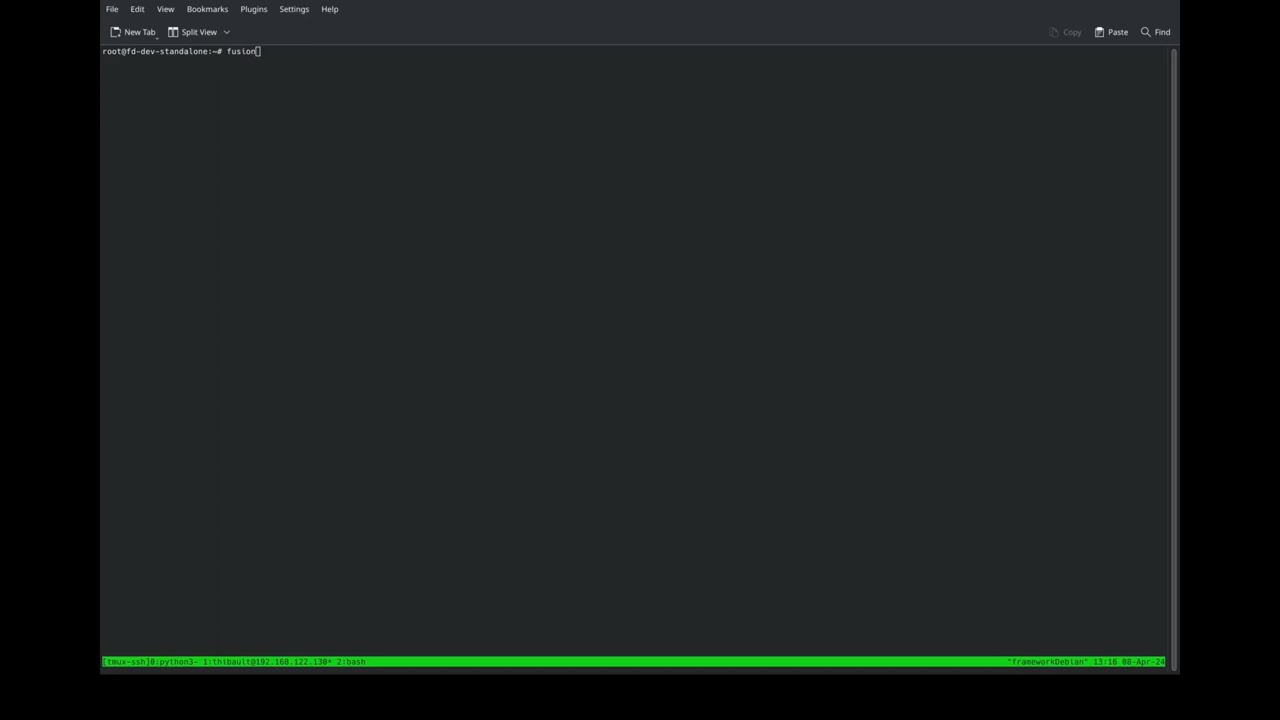 File Edit View Bookmarks Plugins Settings Help
New Tab Split View Copy Paste Find
root@fd-dev-standalone:~# fusion
[tmux-ssh]0:python3- 1:thibault@192.168.122.130* 2:bash "frameworkDebian" 13:16 08-Apr-24